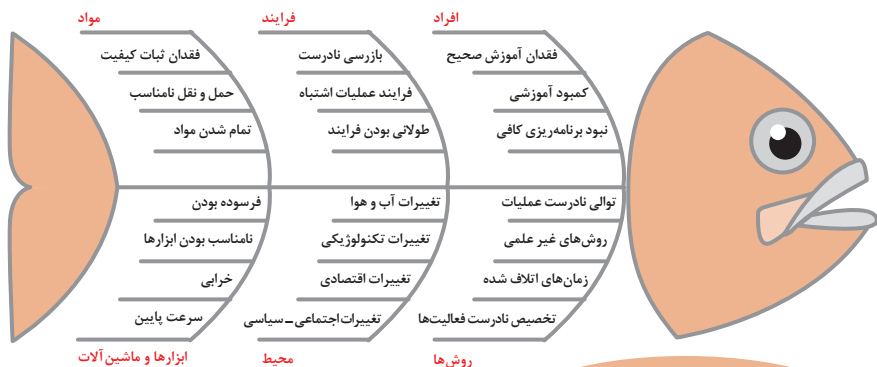 افراد
فقدان آموزش صحیح
کمبود آموزشی
نبود برنامه‌ریزی کافی
فرایند
بازرسی نادرست
فرایند عملیات اشتباه
طولانی بودن فرایند
مواد
فقدان ثبات کیفیت
حمل و نقل نامناسب
تمام شدن مواد
توالی نادرست عملیات
روش‌های غیر علمی
زمان‌های اتلاف شده
تخصیص نادرست فعالیت‌ها
روش‌ها
تغییرات آب و هوا
تغییرات تکنولوژیکی
تغییرات اقتصادی
تغییرات اجتماعی ـ سیاسی
محیط
فرسوده بودن
نامناسب بودن ابزارها
خرابی
سرعت پایین
ابزارها و ماشین آلات